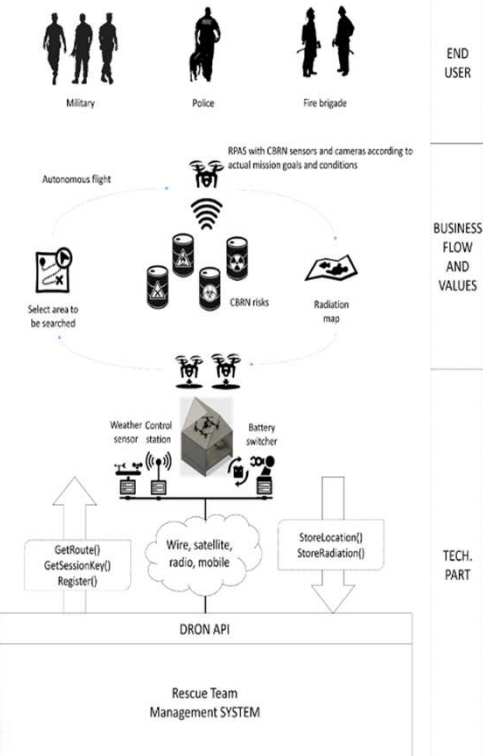 END
USER
Military
Police
Fire brigade
RPAS with CBRN sensors and cameras according to
actual mission goals and conditions
Autonomous flight
BUSINESS
FLOW
AND
VALUES
Select area to
be searched
CBRN risks
Radiation
map
Weather
sensor
Control
station
Battery
switcher
GetRoute()
GetSessionKey()
Register()
Wire, satellite,
radio, mobile
StoreLocation()
StoreRadiation()
TECH.
PART
DRON API
Rescue Team
Management SYSTEM